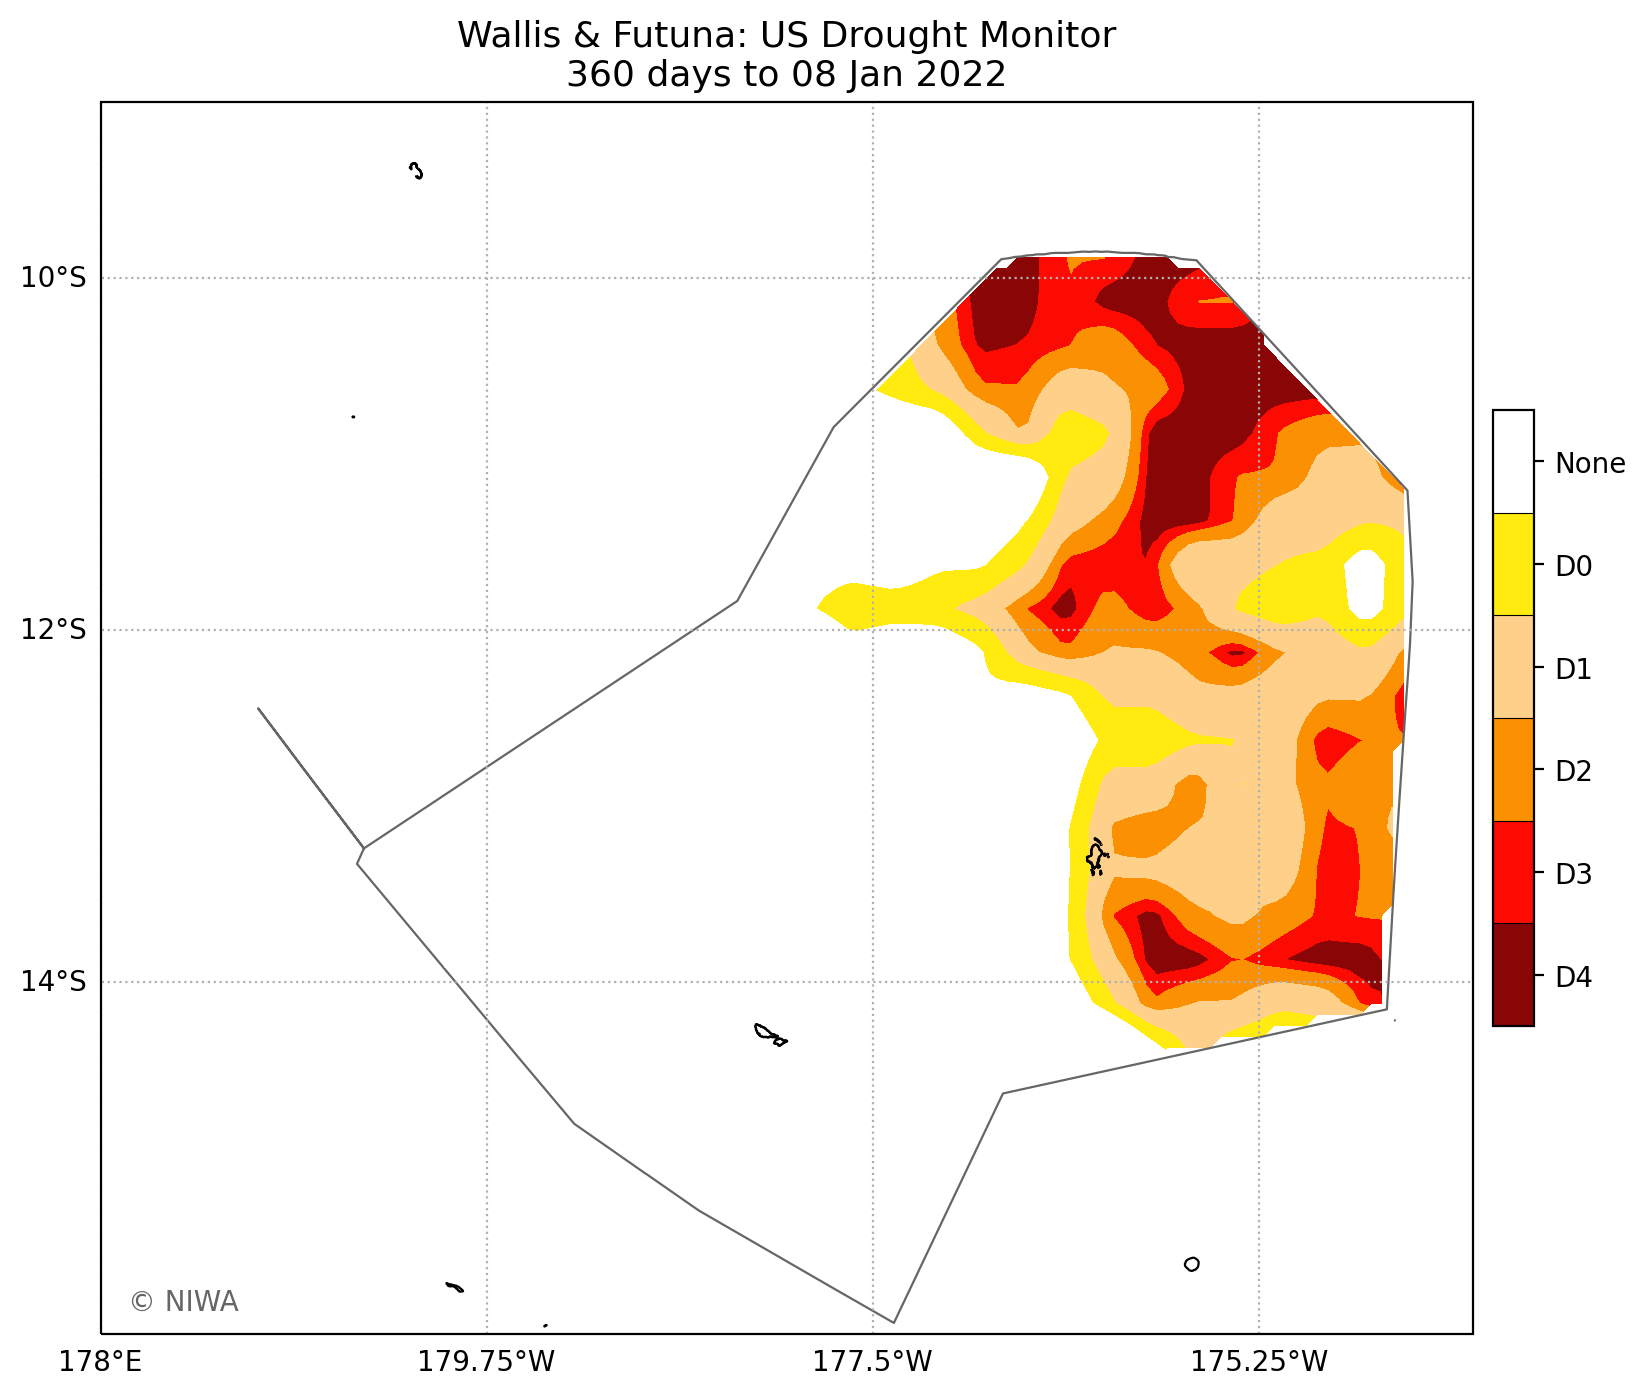 Wallis & Futuna: US Drought Monitor
360 days to 08 Jan 2022
10°S
12°S
14°S
178°E
179.75°W
177.5°W
175.25°W
None
D0
D1
D2
D3
D4
© NIWA